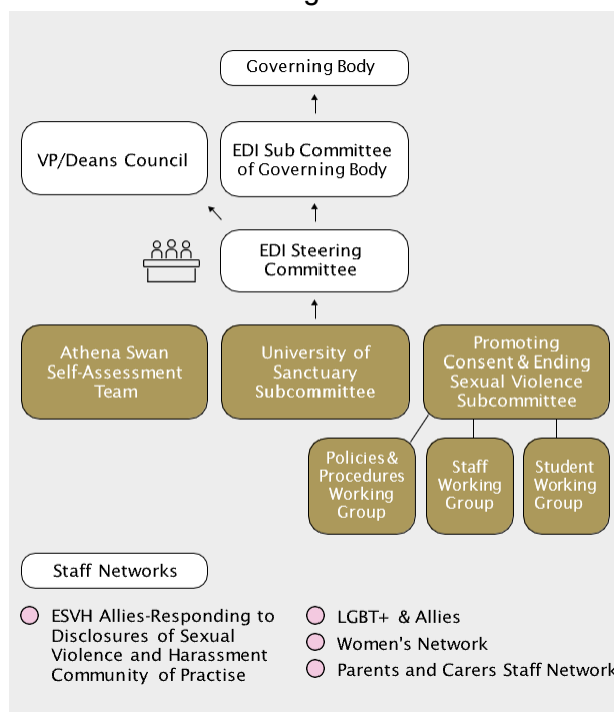 Governing Body
VP/Deans Council
EDI Sub Committee
of Governing Body
EDI Steering
Committee
Athena Swan
Self-Assessment
Team
University of
Sanctuary
Subcommittee
Promoting
Consent & Ending
Sexual Violence
Subcommittee
Policies &
Procedures
Working
Group
Staff
Working
Group
Student
Working
Group
Staff Networks
ESVH Allies-Responding to
Disclosures of Sexual
Violence and Harassment
Community of Practise
LGBT+ & Allies
Women's Network
Parents and Carers Staff Network